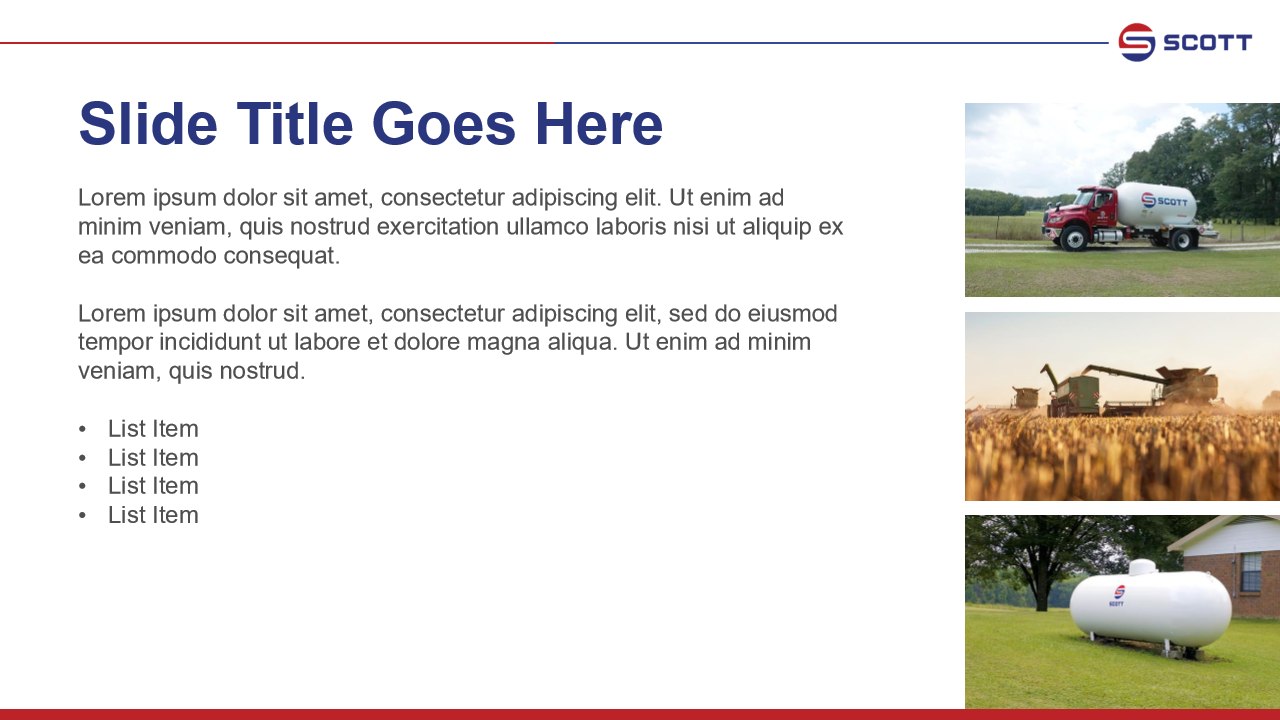 SCOTT
Slide Title Goes Here
Lorem ipsum dolor sit amet, consectetur adipiscing elit. Ut enim ad
minim veniam, quis nostrud exercitation ullamco laboris nisi ut aliquip ex
ea commodo consequat.
Lorem ipsum dolor sit amet, consectetur adipiscing elit, sed do eiusmod
tempor incididunt ut labore et dolore magna aliqua. Ut enim ad minim
veniam, quis nostrud.
• List Item
• List Item
• List Item
• List Item
SCOTT
SCOTT